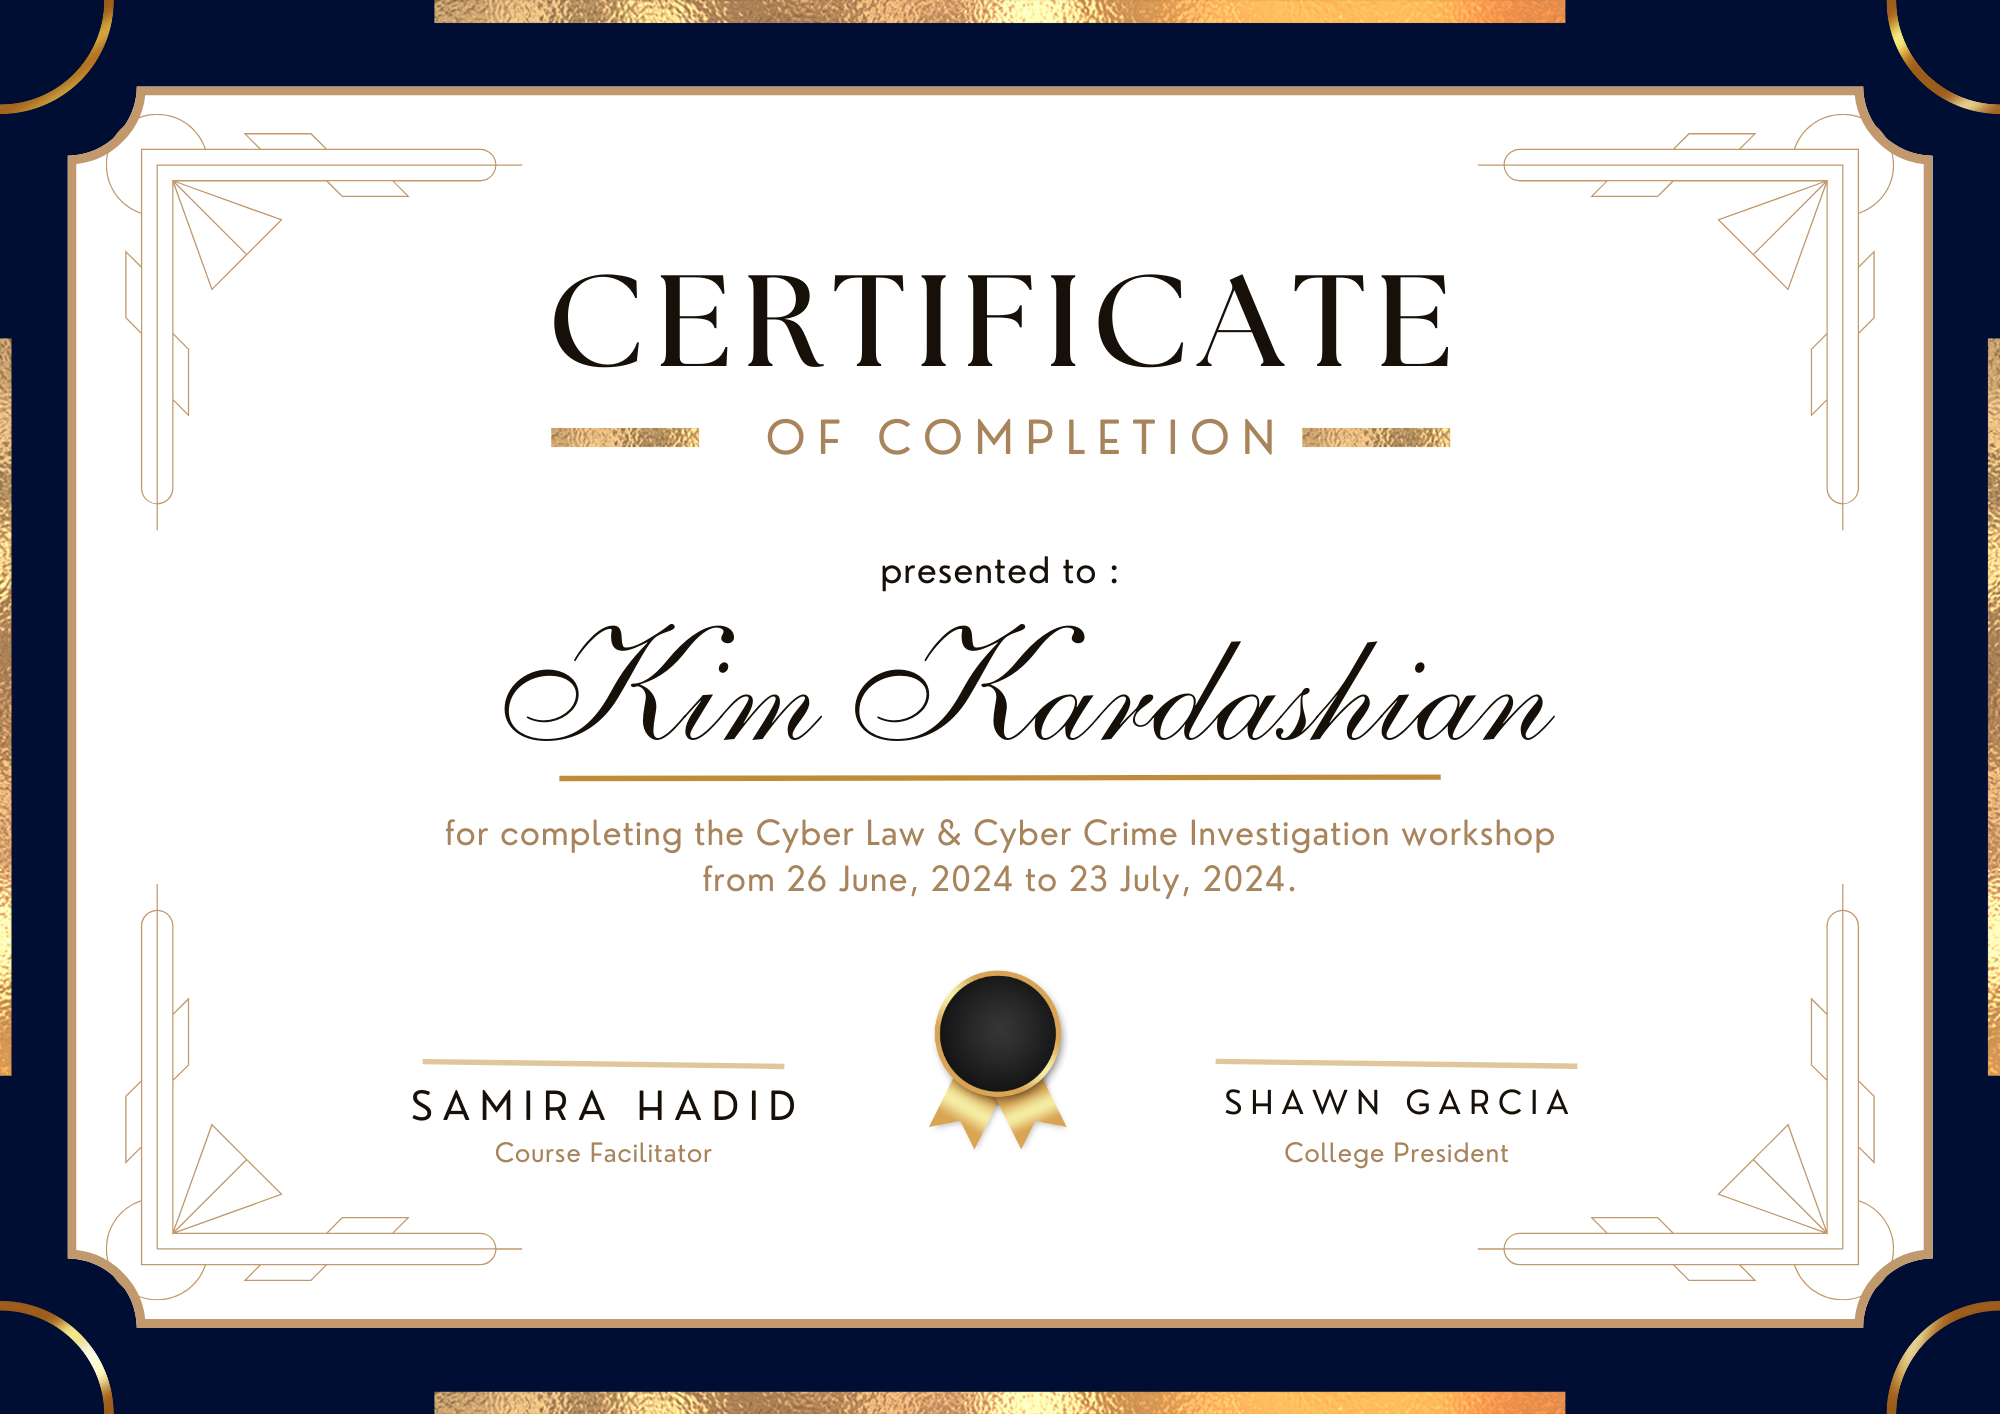 CERTIFICATE
OF COMPLETION
presented to :
Kim Kardashian
for completing the Cyber Law & Cyber Crime Investigation workshop
from 26 June, 2024 to 23 July, 2024.
SAMIRA HADID
Course Facilitator
SHAWN GARCIA
College President